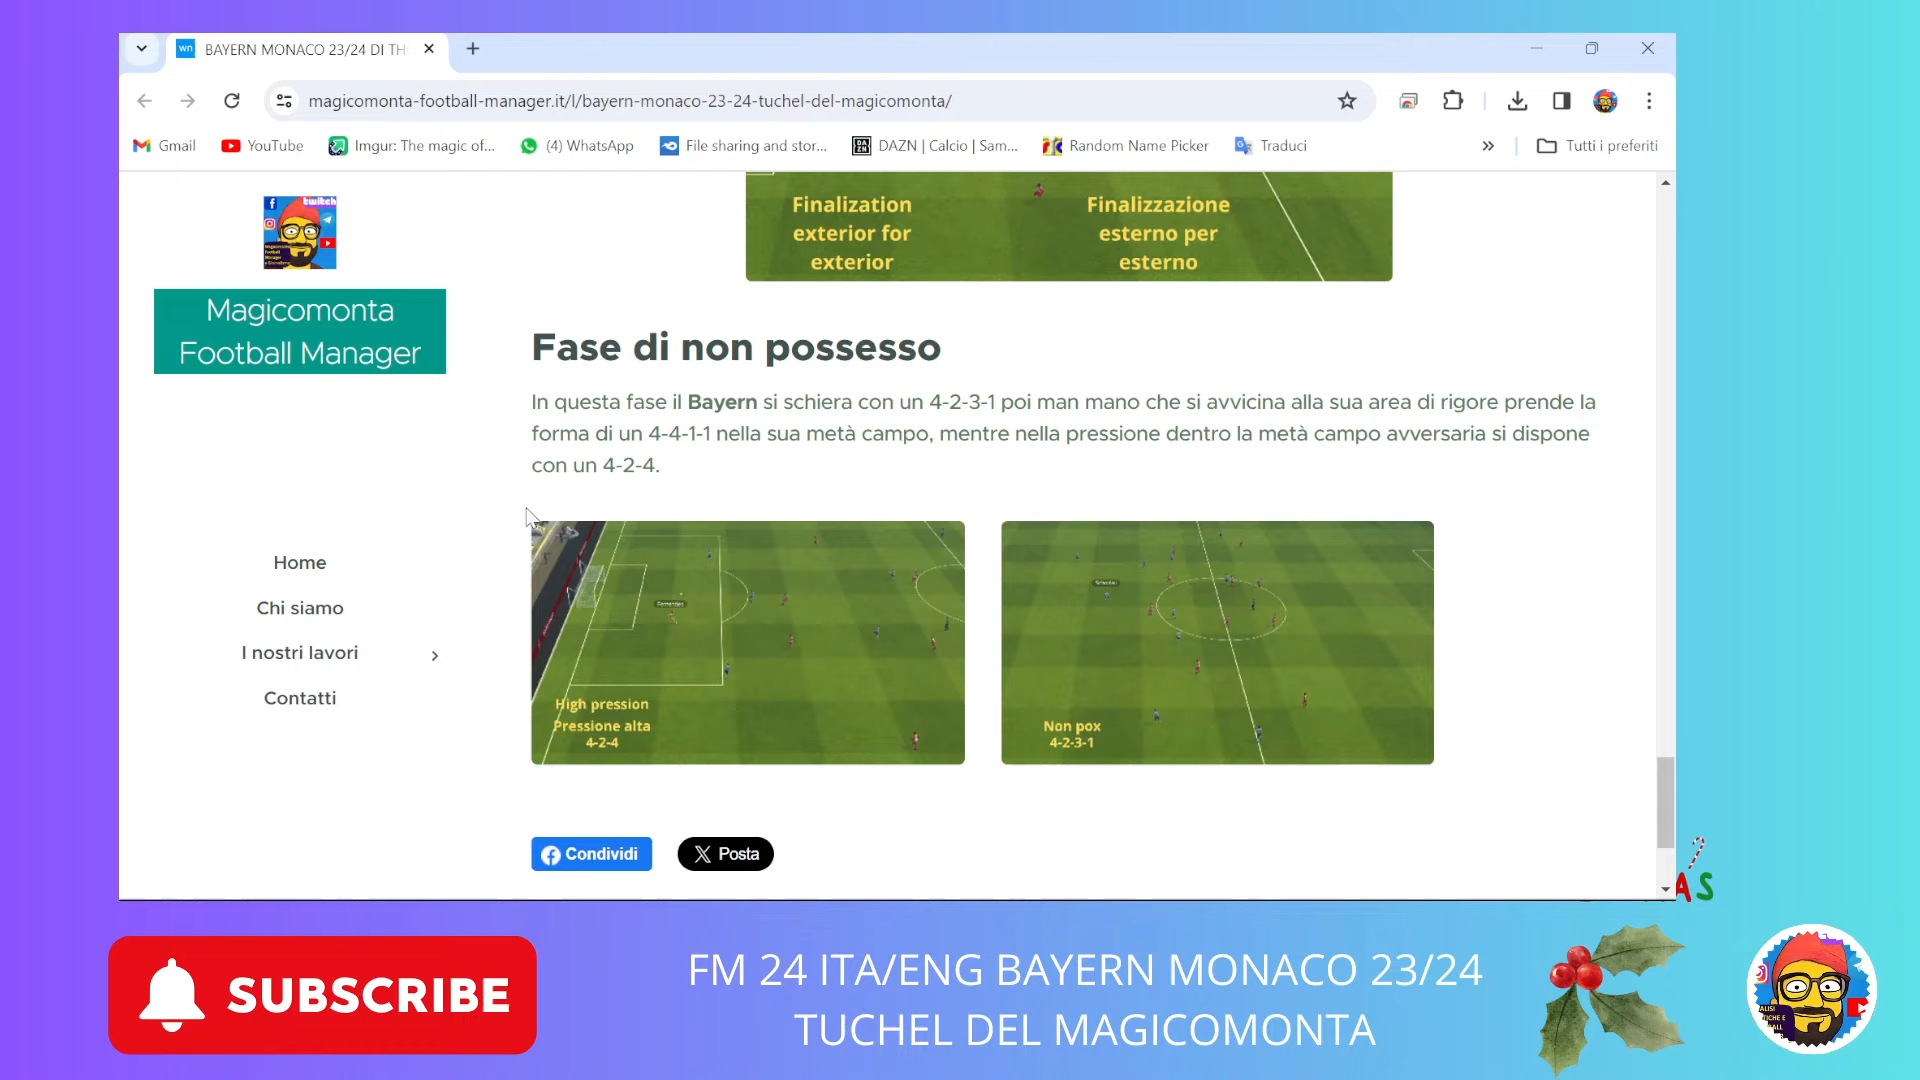 BAYERN MONACO 23/24 DI TH
magicomonta-football-manager.it/l/bayern-monaco-23-24-tuchel-del-magicomonta/
Gmail
YouTube
Imgur: The magic of...
(4) WhatsApp
File sharing and stor...
DAZN | Calcio | Sam...
Random Name Picker
Traduci
»
Tutti i preferiti
twitch
Magicomonta
Football Manager
Home
Chi siamo
I nostri lavori
Contatti
Finalization
exterior for
exterior
Finalizzazione
esterno per
esterno
Fase di non possesso
In questa fase il Bayern si schiera con un 4-2-3-1 poi man mano che si avvicina alla sua area di rigore prende la
forma di un 4-4-1-1 nella sua metà campo, mentre nella pressione dentro la metà campo avversaria si dispone
con un 4-2-4.
High pression
Pressione alta
4-2-4
Non pox
4-2-3-1
Condividi
Posta
AS
SUBSCRIBE
FM 24 ITA/ENG BAYERN MONACO 23/24
TUCHEL DEL MAGICOMONTA